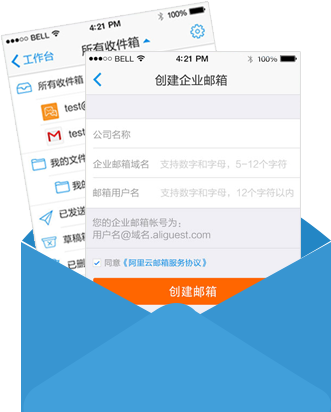 ●●●○○ BELL 4:21 PM 100%
工作台 所有收件箱
所有收件箱
test@
test
我的文件
我的
已发送
草稿箱
已删
●●●○○ BELL 4:21 PM 100%
创建企业邮箱
公司名称
企业邮箱域名 支持数字和字母，5~12个字符
邮箱用户名 支持数字和字母，12个字符以内
您的企业邮箱帐号为：
用户名@域名.aliguest.com
同意《阿里云邮箱服务协议》
创建邮箱